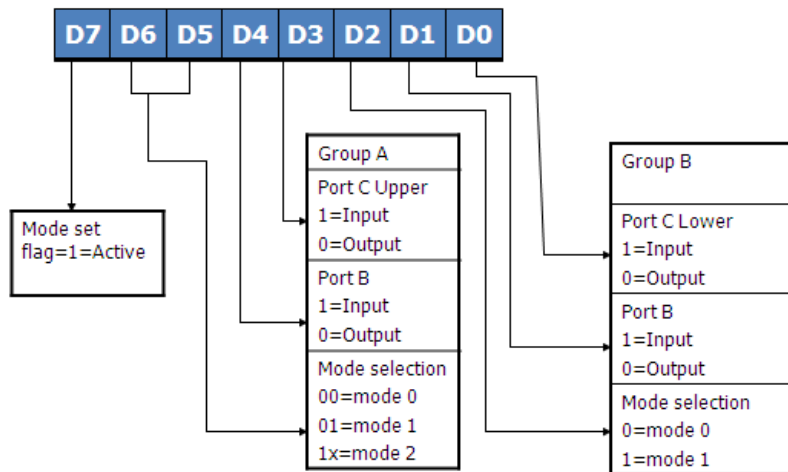 D7 D6 D5 D4 D3 D2 D1 D0
Mode set
flag=1=Active
Group A
Port C Upper
1=Input
0=Output
Port B
1=Input
0=Output
Mode selection
00=mode 0
01=mode 1
1x=mode 2
Group B
Port C Lower
1=Input
0=Output
Port B
1=Input
0=Output
Mode selection
0=mode 0
1=mode 1